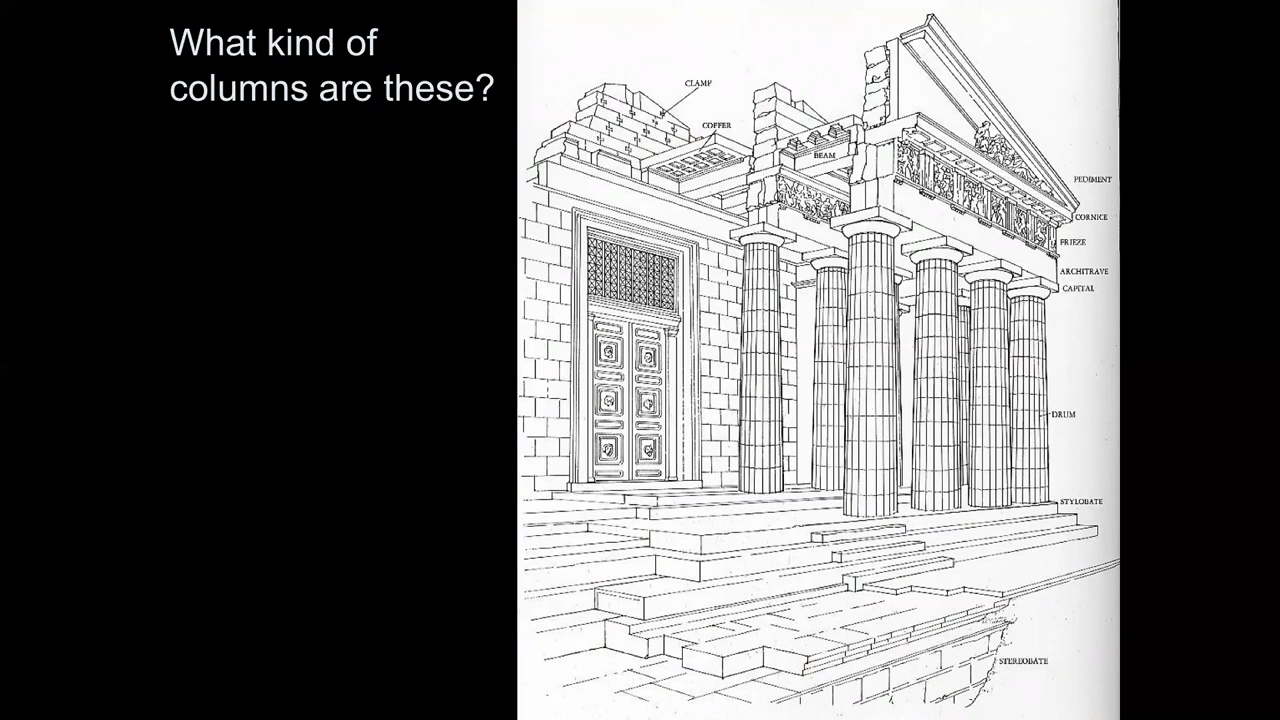 What kind of
columns are these?
CLAMP
COFFER
BEAM
PEDIMENT
CORNICE
FRIEZE
ARCHITRAVE
CAPITAL
DRUM
STYLOBATE
STEREOBATE